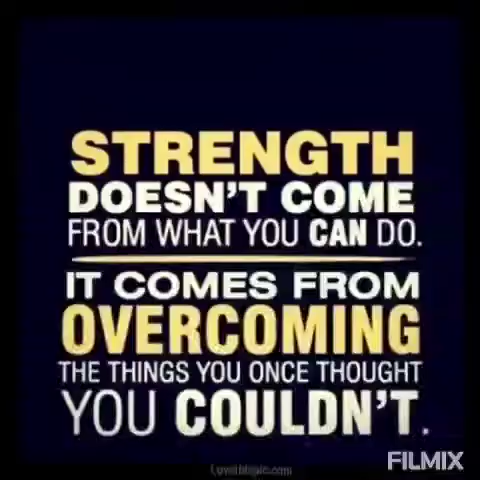 STRENGTH
DOESN'T COME
FROM WHAT YOU CAN DO.
IT COMES FROM
OVERCOMING
THE THINGS YOU ONCE THOUGHT
YOU COULDN'T.
FILMIX